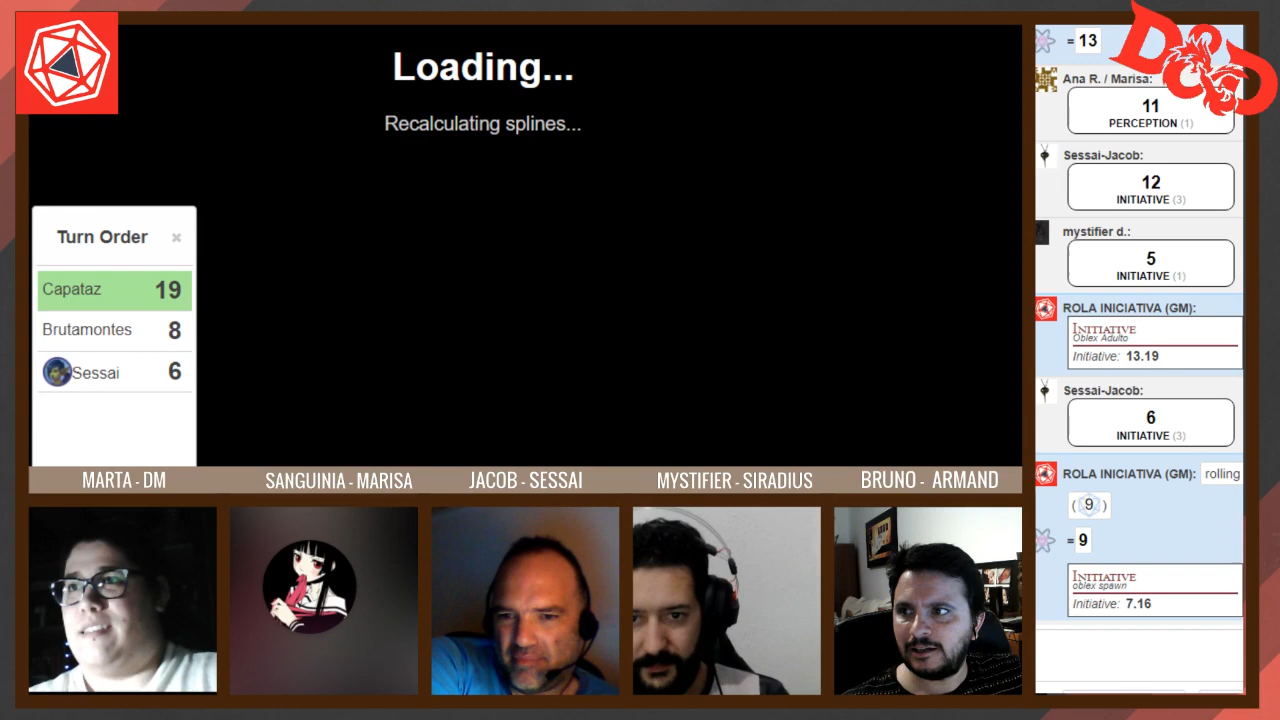 Loading...
Recalculating splines...
Turn Order ×
Capataz 19
Brutamontes 8
Sessai 6
MARTA - DM
SANGUINIA - MARISA
JACOB - SESSAI
MYSTIFIER - SIRADIUS
BRUNO - ARMAND
= 13
Ana R. / Marisa:
11
PERCEPTION (1)
Sessai-Jacob:
12
INITIATIVE (3)
mystifier d.:
5
INITIATIVE (1)
ROLA INICIATIVA (GM):
INITIATIVE
Oblex Adulto
Initiative: 13.19
Sessai-Jacob:
6
INITIATIVE (3)
ROLA INICIATIVA (GM): rolling
(9)
= 9
INITIATIVE
oblex spawn
Initiative: 7.16
D&D